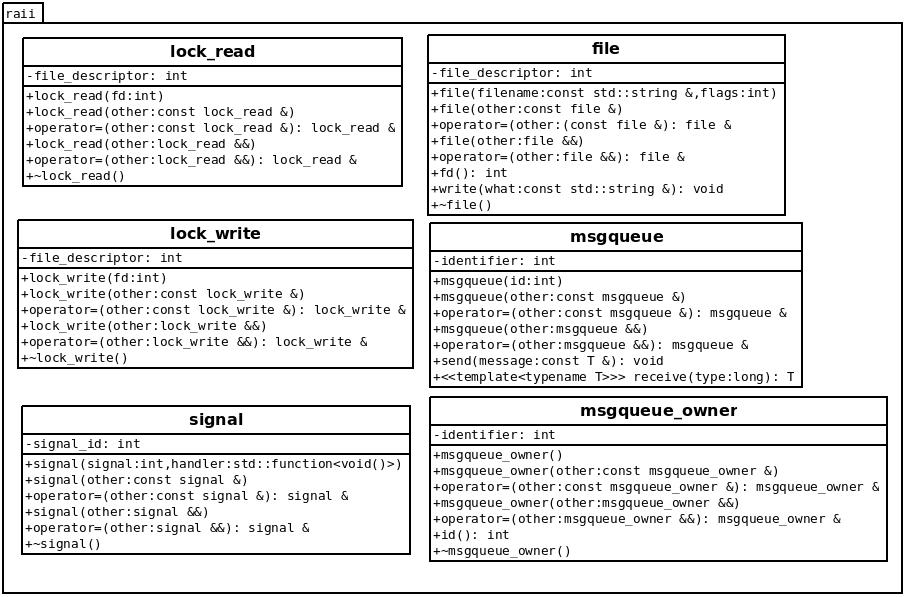 raii
lock_read
-file_descriptor: int
+lock_read(fd:int)
+lock_read(other:const lock_read &)
+operator=(other:const lock_read &): lock_read &
+lock_read(other:lock_read &&)
+operator=(other:lock_read &&): lock_read &
+~lock_read()
file
-file_descriptor: int
+file(filename:const std::string &,flags:int)
+file(other:const file &)
+operator=(other:(const file &): file &
+file(other:file &&)
+operator=(other:file &&): file &
+fd(): int
+write(what:const std::string &): void
+~file()
lock_write
-file_descriptor: int
+lock_write(fd:int)
+lock_write(other:const lock_write &)
+operator=(other:const lock_write &): lock_write &
+lock_write(other:lock_write &&)
+operator=(other:lock_write &&): lock_write &
+~lock_write()
msgqueue
-identifier: int
+msgqueue(id:int)
+msgqueue(other:const msgqueue &)
+operator=(other:const msgqueue &): msgqueue &
+msgqueue(other:msgqueue &&)
+operator=(other:msgqueue &&): msgqueue &
+send(message:const T &): void
+<<template<typename T>>> receive(type:long): T
signal
-signal_id: int
+signal(signal:int,handler:std::function<void()>)
+signal(other:const signal &)
+operator=(other:const signal &): signal &
+signal(other:signal &&)
+operator=(other:signal &&): signal &
+~signal()
msgqueue_owner
-identifier: int
+msgqueue_owner()
+msgqueue_owner(other:const msgqueue_owner &)
+operator=(other:const msgqueue_owner &): msgqueue_owner &
+msgqueue_owner(other:msgqueue_owner &&)
+operator=(other:msgqueue_owner &&): msgqueue_owner &
+id(): int
+~msgqueue_owner()